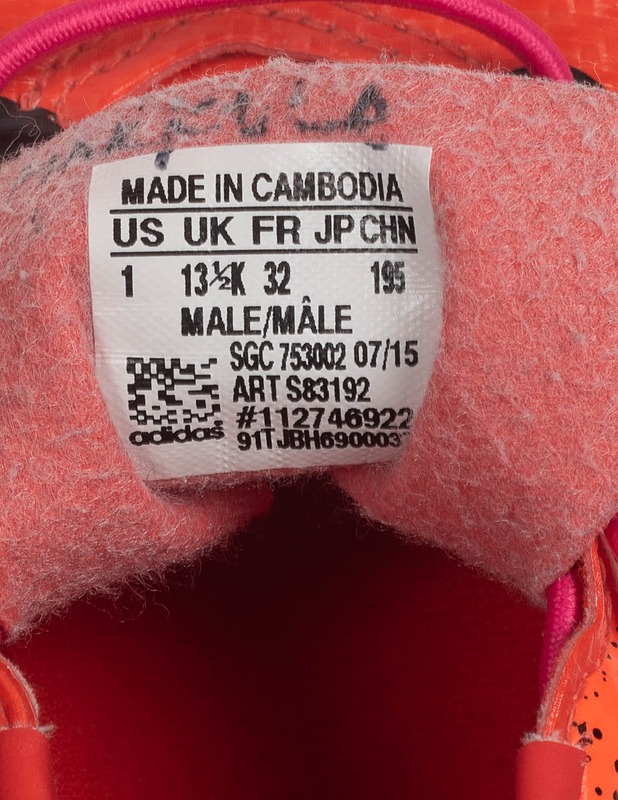 MADE IN CAMBODIA
US UK FR JP CHN
1 13½K 32 195
MALE/MÂLE
SGC 753002 07/15
ART S83192
#112746922
adidas